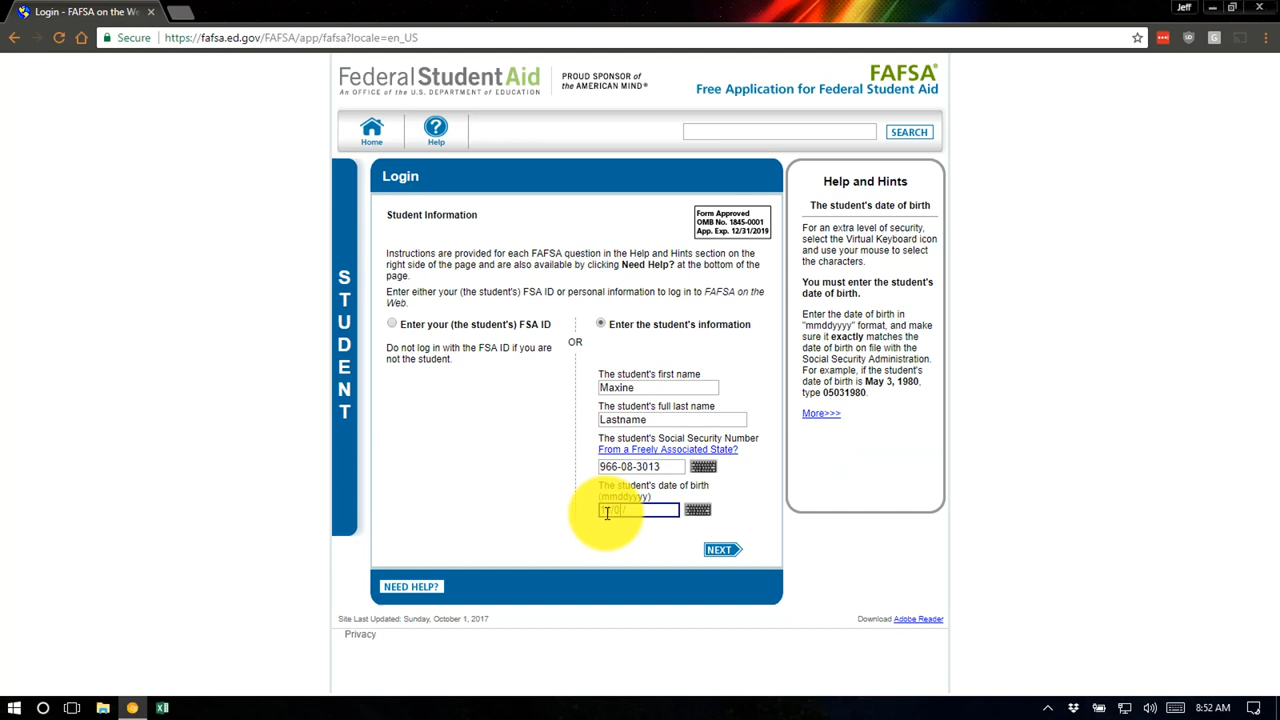 Login - FAFSA on the We
Jeff
Secure
https://fafsa.ed.gov/FAFSA/app/fafsa?locale=en_US
Federal Student Aid
An OFFICE of the U.S. DEPARTMENT of EDUCATION
PROUD SPONSOR of
the AMERICAN MIND®
FAFSA®
Free Application for Federal Student Aid
Home
Help
SEARCH
STUDENT
Login
Student Information
Form Approved
OMB No. 1845-0001
App. Exp. 12/31/2019
Instructions are provided for each FAFSA question in the Help and Hints section on the
right side of the page and are also available by clicking Need Help? at the bottom of the
page.
Enter either your (the student's) FSA ID or personal information to log in to FAFSA on the
Web.
Enter your (the student's) FSA ID
Do not log in with the FSA ID if you are
not the student.
OR
Enter the student's information
The student's first name
Maxine
The student's full last name
Lastname
The student's Social Security Number
From a Freely Associated State?
966-08-3013
The student's date of birth
(mmddyyyy)
NEXT
NEED HELP?
Help and Hints
The student's date of birth
For an extra level of security,
select the Virtual Keyboard icon
and use your mouse to select
the characters.
You must enter the student's
date of birth.
Enter the date of birth in
"mmddyyyy" format, and make
sure it exactly matches the
date of birth on file with the
Social Security Administration.
For example, if the student's
date of birth is May 3, 1980,
type 05031980.
More>>>
Site Last Updated: Sunday, October 1, 2017
Download Adobe Reader
Privacy
8:52 AM